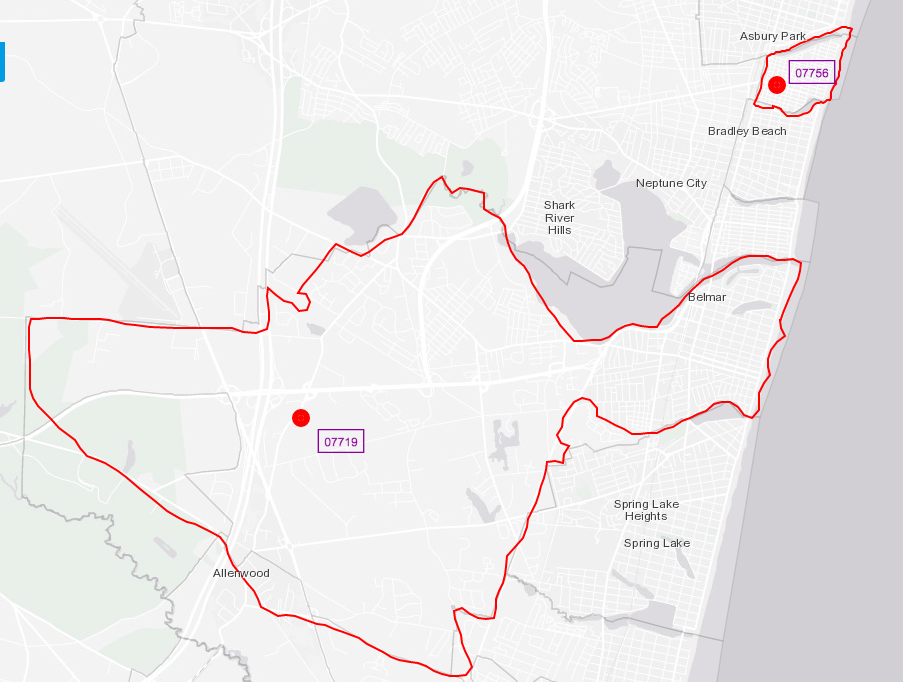 Asbury Park
07756
Bradley Beach
Neptune City
Shark
River
Hills
Belmar
07719
Spring Lake
Heights
Spring Lake
Allenwood